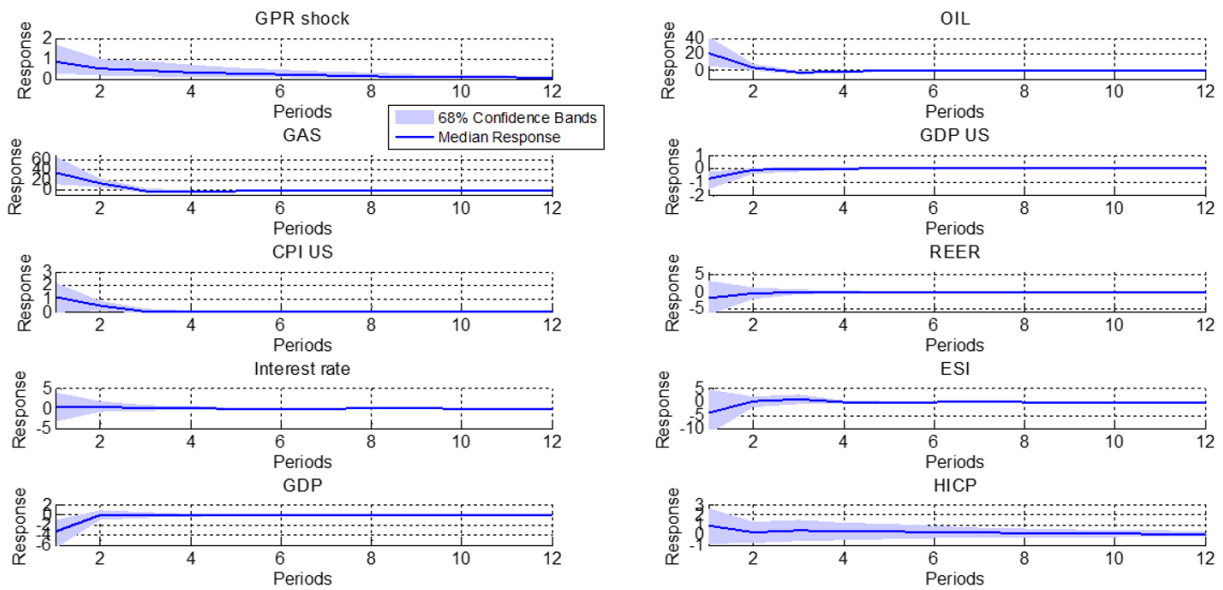 GPR shock
OIL
Response
2
1
0
2 4 6 8 10 12
Periods
Response
40
20
0
2 4 6 8 10 12
Periods
68% Confidence Bands
Median Response
GAS
GDP US
Response
60
40
20
0
2 4 6 8 10 12
Periods
Response
1
0
-1
-2
2 4 6 8 10 12
Periods
CPI US
REER
Response
3
2
1
0
2 4 6 8 10 12
Periods
Response
5
0
-5
2 4 6 8 10 12
Periods
Interest rate
ESI
Response
5
0
-5
2 4 6 8 10 12
Periods
Response
5
0
-5
-10
2 4 6 8 10 12
Periods
GDP
HICP
Response
2
0
-2
-4
-6
2 4 6 8 10 12
Periods
Response
3
2
1
0
-1
2 4 6 8 10 12
Periods